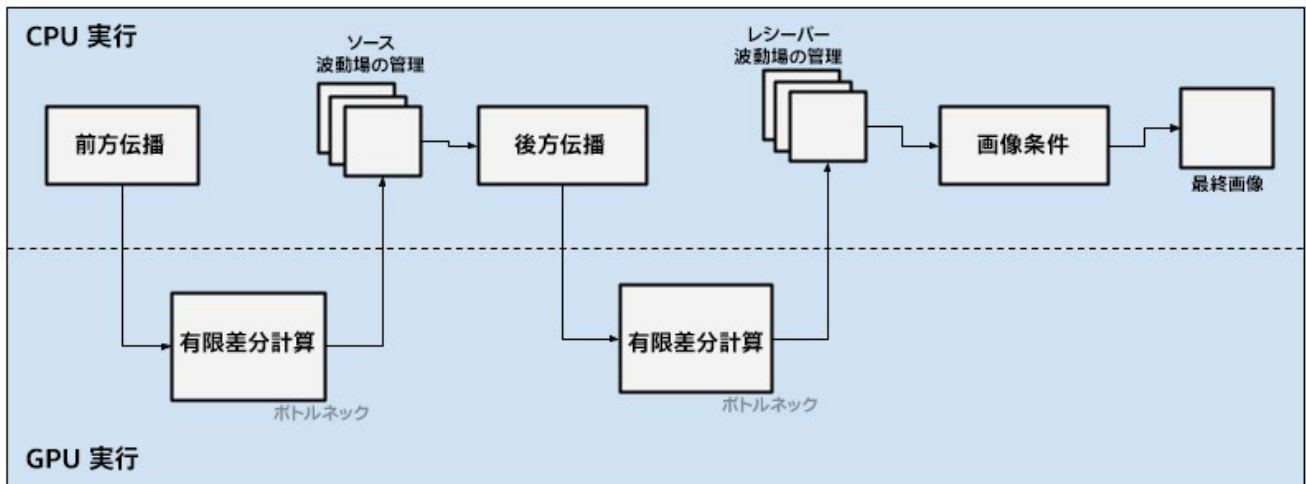 CPU 実行
ソース
波動場の管理
レシーバー
波動場の管理
前方伝播
後方伝播
画像条件
最終画像
有限差分計算
ボトルネック
有限差分計算
ボトルネック
GPU 実行